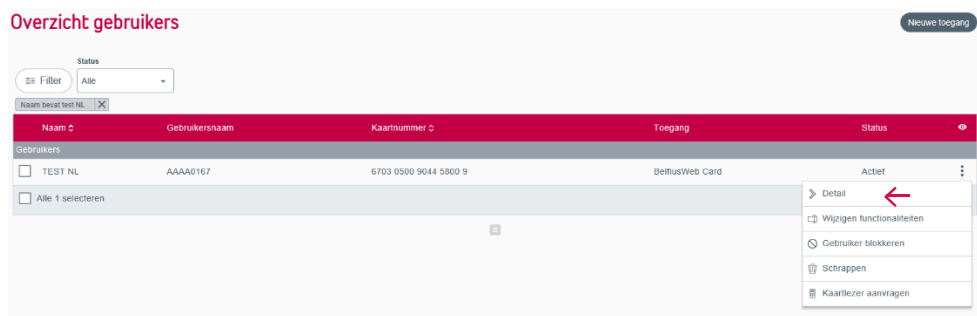 Overzicht gebruikers
Nieuwe toegang
Status
Filter
Alle
Naam bevat test NL
Naam Gebruikersnaam Kaartnummer Toegang Status
Gebruikers
TEST NL AAAA0167 6703 0500 9044 5800 9 BelfiusWeb Card Actief
Alle 1 selecteren
Detail
Wijzigen functionaliteiten
Gebruiker blokkeren
Schrappen
Kaartlezer aanvragen